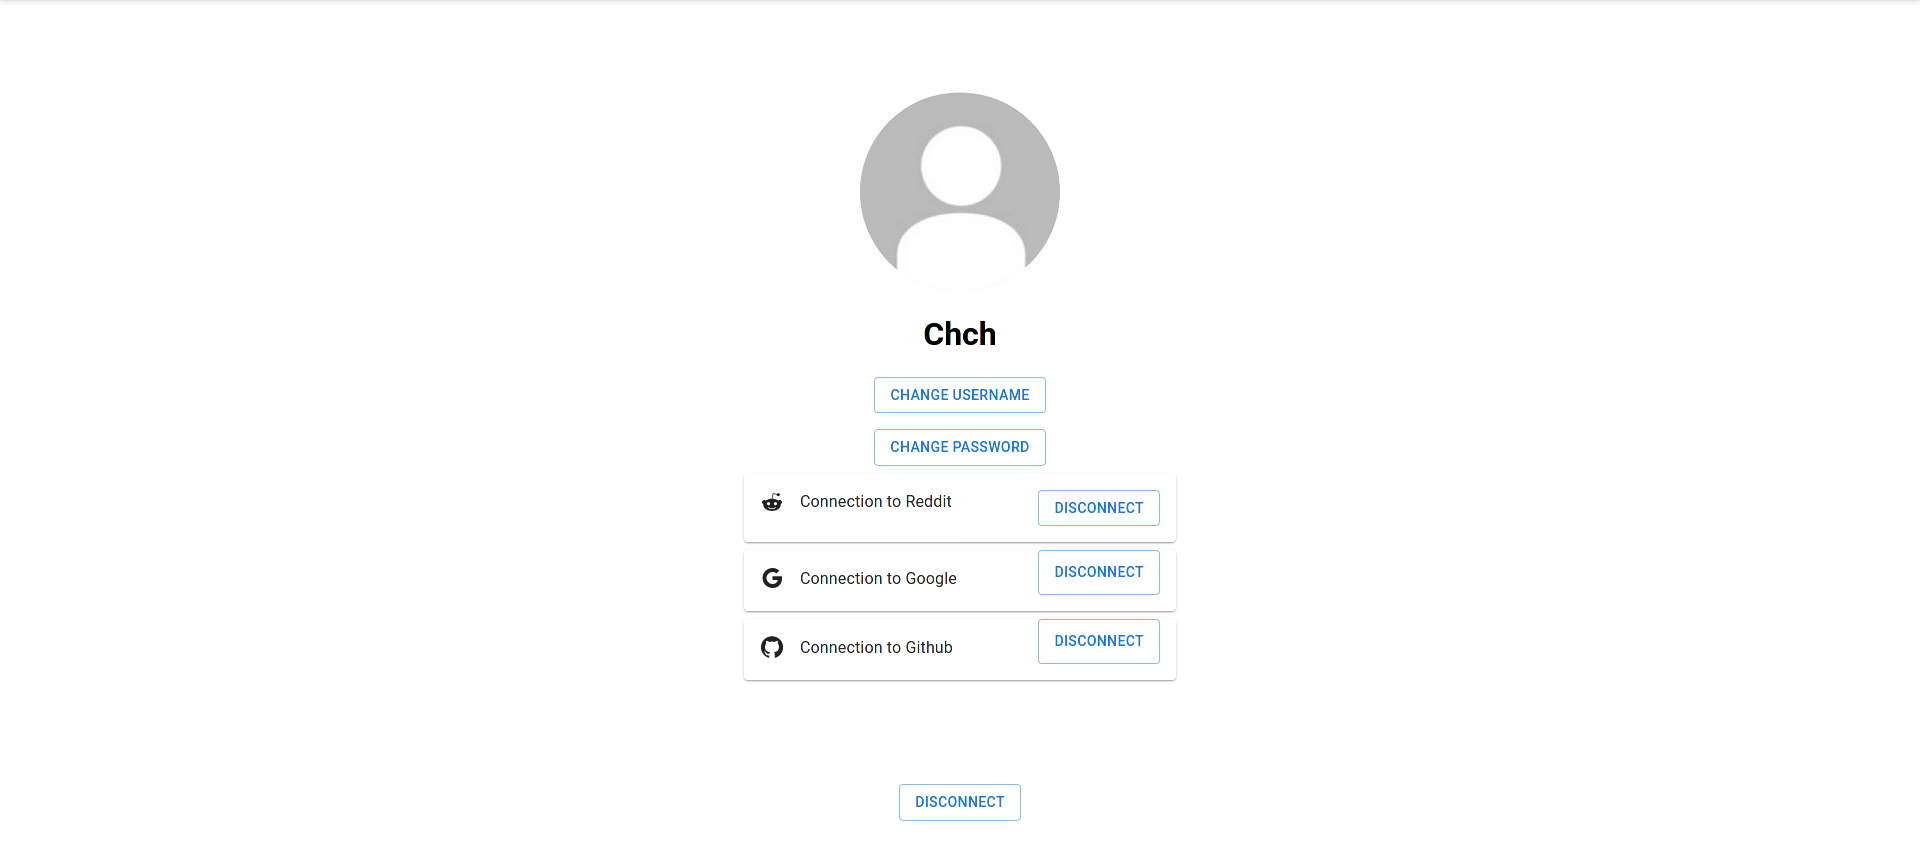 Chch
CHANGE USERNAME
CHANGE PASSWORD
Connection to Reddit DISCONNECT
Connection to Google DISCONNECT
Connection to Github DISCONNECT
DISCONNECT